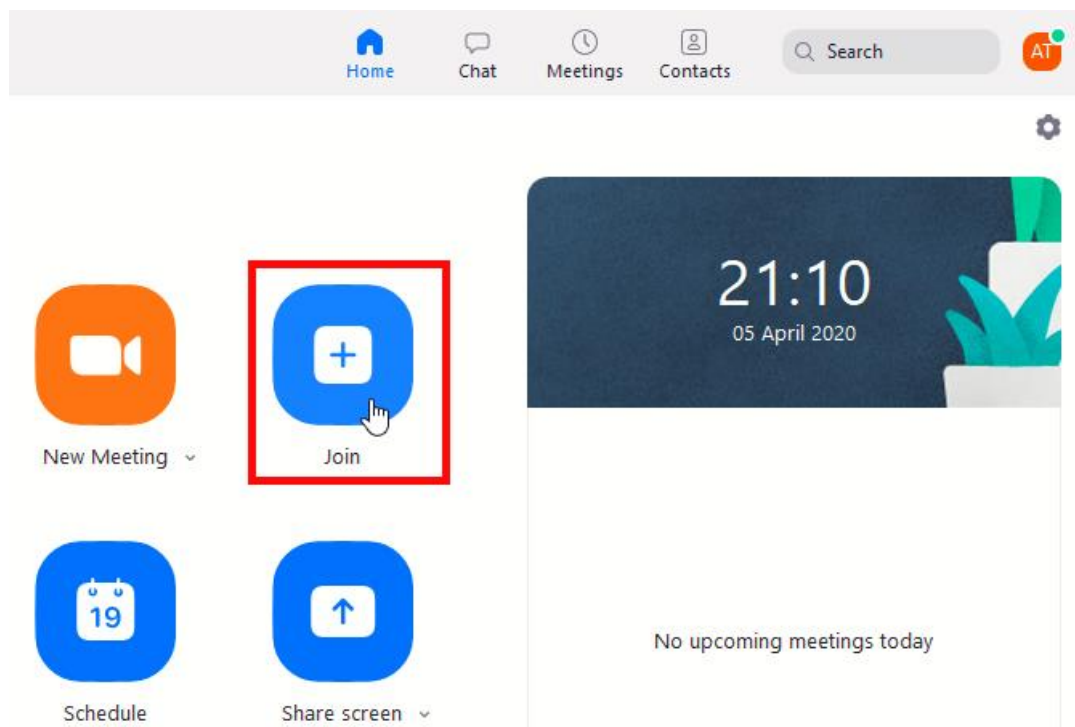 Home
Chat
Meetings
Contacts
Search
AT
21:10
05 April 2020
New Meeting
Join
19
Schedule
Share screen
No upcoming meetings today